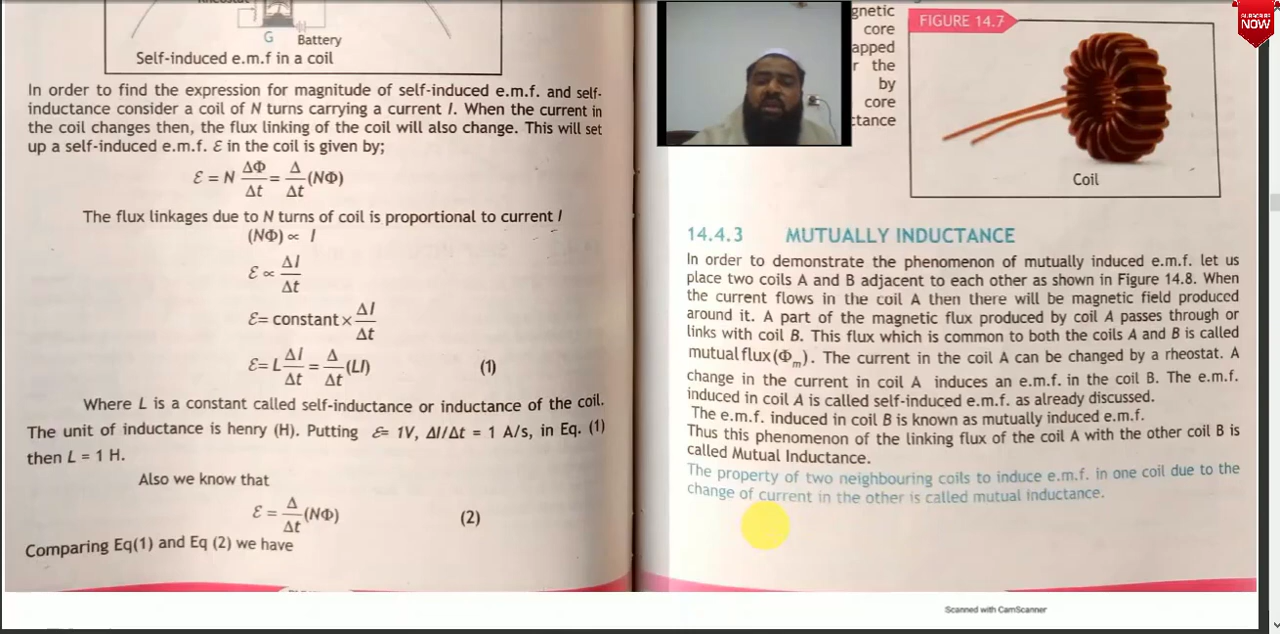 G Battery
Self-induced e.m.f in a coil
In order to find the expression for magnitude of self-induced e.m.f. and self-
inductance consider a coil of N turns carrying a current I. When the current in
the coil changes then, the flux linking of the coil will also change. This will set
up a self-induced e.m.f. ℰ in the coil is given by;
ℰ = N ΔΦ/Δt = Δ/Δt (NΦ)
The flux linkages due to N turns of coil is proportional to current I
(NΦ) ∝ I
ℰ ∝ ΔI/Δt
ℰ= constant × ΔI/Δt
ℰ= L ΔI/Δt = Δ/Δt (LI) (1)
Where L is a constant called self-inductance or inductance of the coil.
The unit of inductance is henry (H). Putting ℰ= 1V, ΔI/Δt = 1 A/s, in Eq. (1)
then L = 1 H.
Also we know that
ℰ = Δ/Δt (NΦ) (2)
Comparing Eq(1) and Eq (2) we have
gnetic
core
apped
r the
by
core
ctance
FIGURE 14.7
Coil
SUBSCRIBE
NOW
14.4.3 MUTUALLY INDUCTANCE
In order to demonstrate the phenomenon of mutually induced e.m.f. let us
place two coils A and B adjacent to each other as shown in Figure 14.8. When
the current flows in the coil A then there will be magnetic field produced
around it. A part of the magnetic flux produced by coil A passes through or
links with coil B. This flux which is common to both the coils A and B is called
mutual flux (Φm). The current in the coil A can be changed by a rheostat. A
change in the current in coil A induces an e.m.f. in the coil B. The e.m.f.
induced in coil A is called self-induced e.m.f. as already discussed.
The e.m.f. induced in coil B is known as mutually induced e.m.f.
Thus this phenomenon of the linking flux of the coil A with the other coil B is
called Mutual Inductance.
The property of two neighbouring coils to induce e.m.f. in one coil due to the
change of current in the other is called mutual inductance.
Scanned with CamScanner